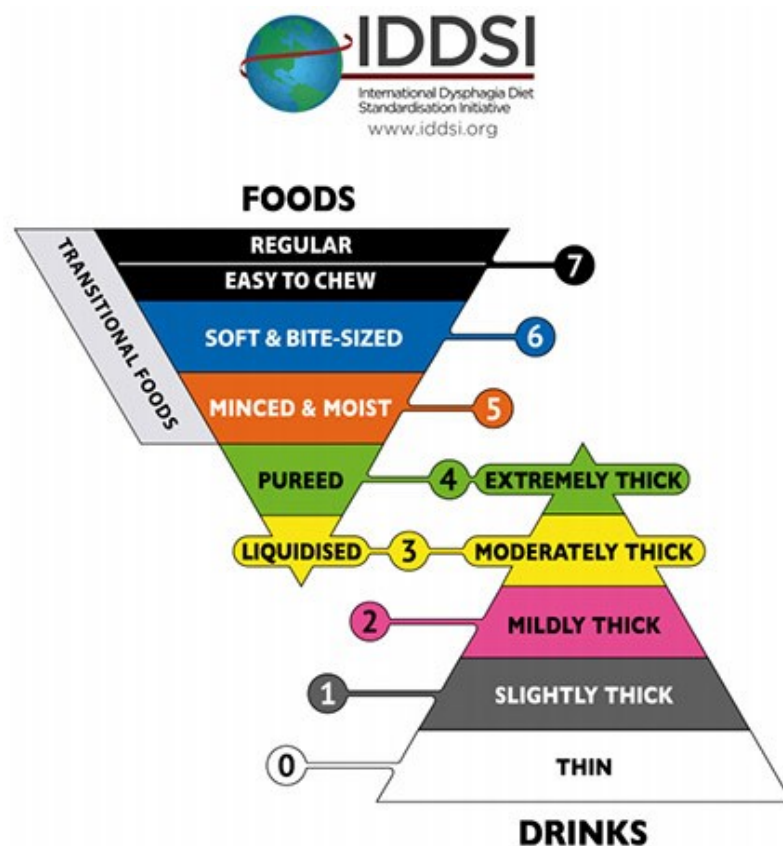 IDDSI
International Dysphagia Diet
Standardisation Initiative
www.iddsi.org
FOODS
TRANSITIONAL FOODS
REGULAR
EASY TO CHEW
7
SOFT & BITE-SIZED
6
MINCED & MOIST
5
PUREED
4
EXTREMELY THICK
LIQUIDISED
3
MODERATELY THICK
2
MILDLY THICK
1
SLIGHTLY THICK
0
THIN
DRINKS